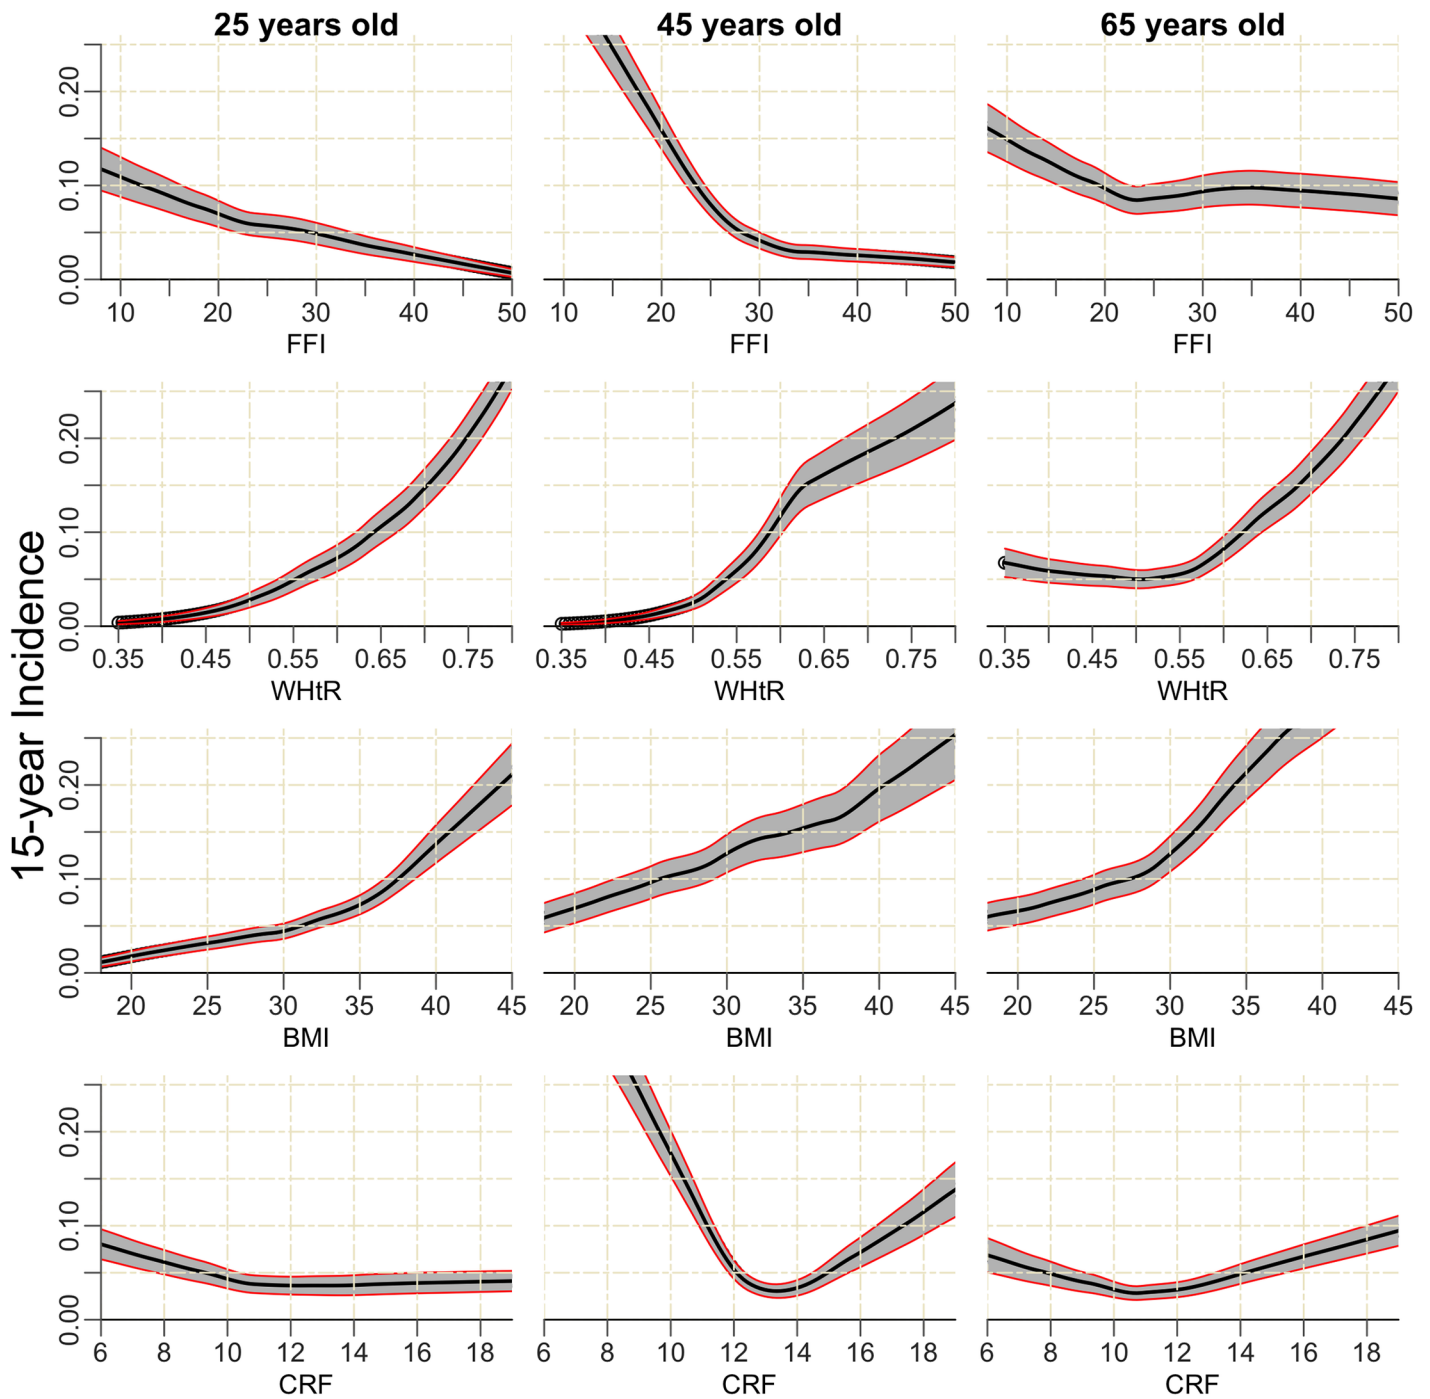 25 years old 45 years old 65 years old
0.20
0.10
0.00
10 20 30 40 50 10 20 30 40 50 10 20 30 40 50
FFI FFI FFI
0.20
0.10
0.00
0.35 0.45 0.55 0.65 0.75 0.35 0.45 0.55 0.65 0.75 0.35 0.45 0.55 0.65 0.75
WHtR WHtR WHtR
15-year Incidence
0.20
0.10
0.00
20 25 30 35 40 45 20 25 30 35 40 45 20 25 30 35 40 45
BMI BMI BMI
0.20
0.10
0.00
6 8 10 12 14 16 18 6 8 10 12 14 16 18 6 8 10 12 14 16 18
CRF CRF CRF